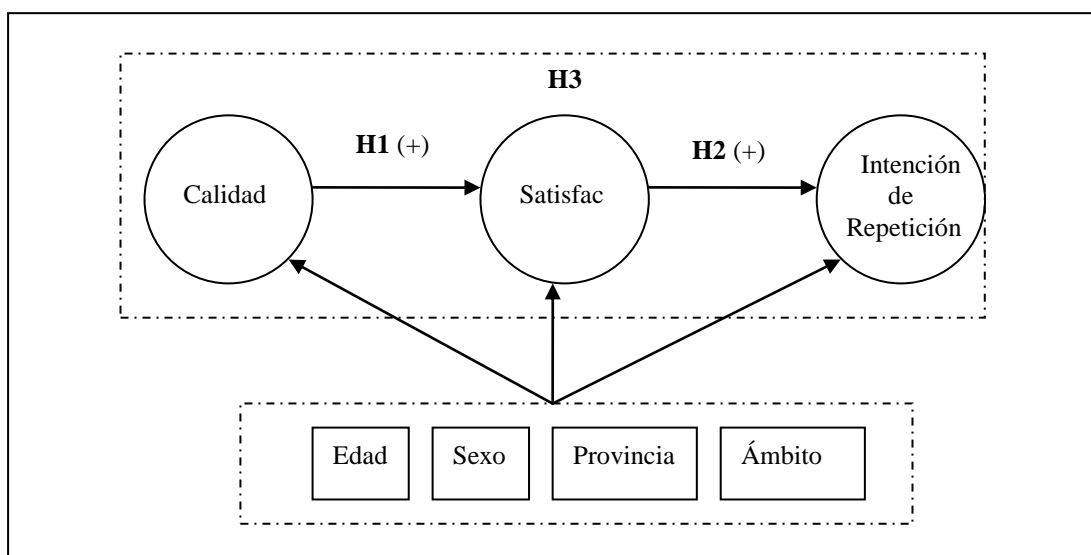 H3
H1 (+)
H2 (+)
Calidad
Satisfac
Intención
de
Repetición
Edad
Sexo
Provincia
Ámbito